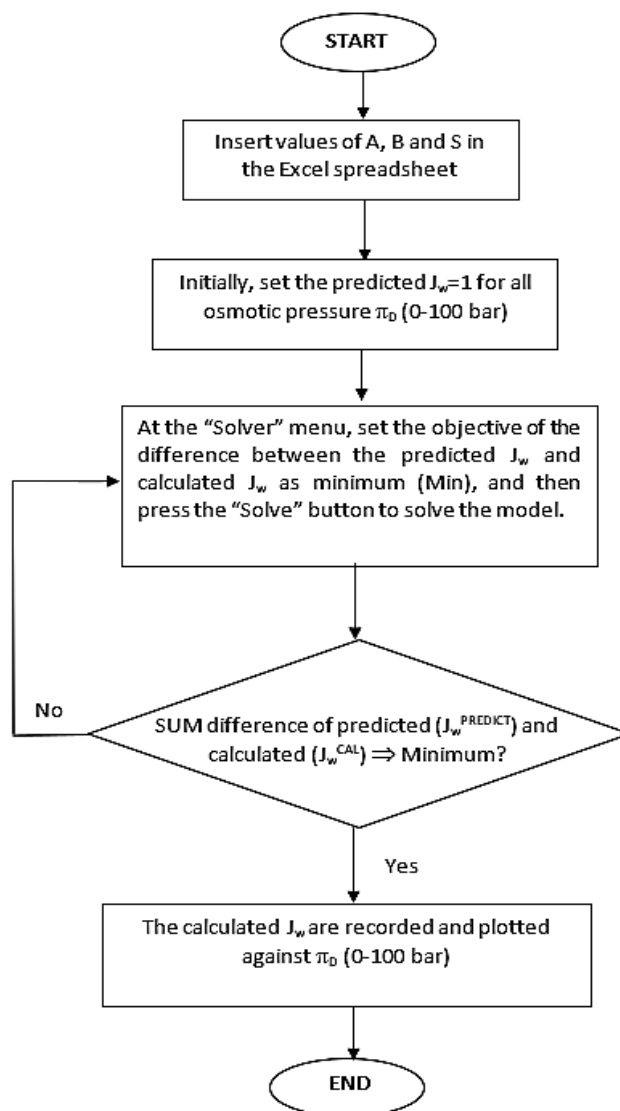 START
Insert values of A, B and S in
the Excel spreadsheet
Initially, set the predicted Jw=1 for all
osmotic pressure πD (0-100 bar)
At the “Solver” menu, set the objective of the
difference between the predicted Jw and
calculated Jw as minimum (Min), and then
press the “Solve” button to solve the model.
No
SUM difference of predicted (JwPREDICT) and
calculated (JwCAL) ⇒ Minimum?
Yes
The calculated Jw are recorded and plotted
against πD (0-100 bar)
END